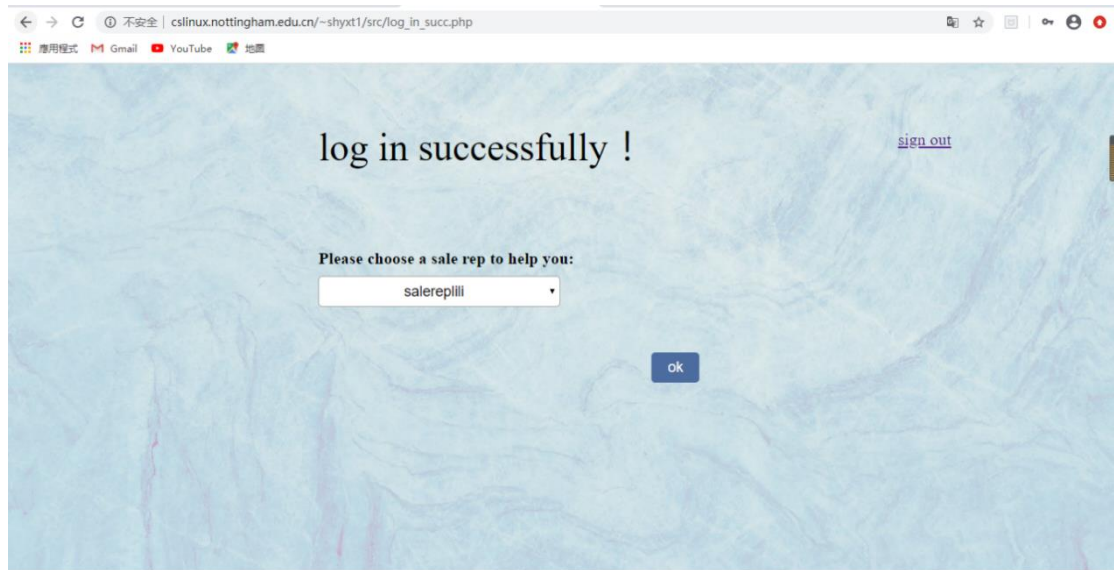 不安全 | cslinux.nottingham.edu.cn/~shyxt1/src/log_in_succ.php
應用程式 Gmail YouTube 地圖
log in successfully！
sign out
Please choose a sale rep to help you:
salereplili
ok